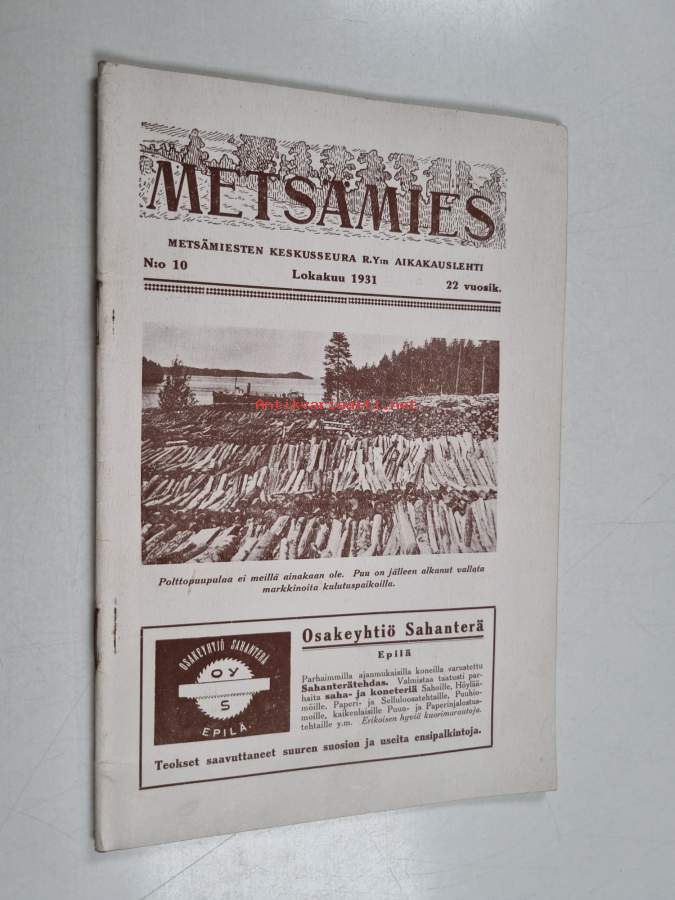 METSÄMIES
METSÄMIESTEN KESKUSSEURA R.Y:n AIKAKAUSLEHTI
N:o 10 Lokakuu 1931 22 vuosik.
Antikvariaatti.net
Polttopuupulaa ei meillä ainakaan ole. Puu on jälleen alkanut vallata
markkinoita kulutuspaikoilla.
OSAKEYHTIÖ SAHANTERÄ
OY
S
EPILÄ
Osakeyhtiö Sahanterä
Epilä
Parhaimmilla ajanmukaisilla koneilla varustettu
Sahanterätehdas. Valmistaa taatusti par-
haita saha- ja koneteriä Sahoille, Höylää-
möille, Paperi- ja Selluloosatehtaille, Puuhio-
moille, kaikenlaisille Puun- ja Paperinjalostus-
tehtaille y.m. Erikoisen hyviä kuorimarautoja.
Teokset saavuttaneet suuren suosion ja useita ensipalkintoja.